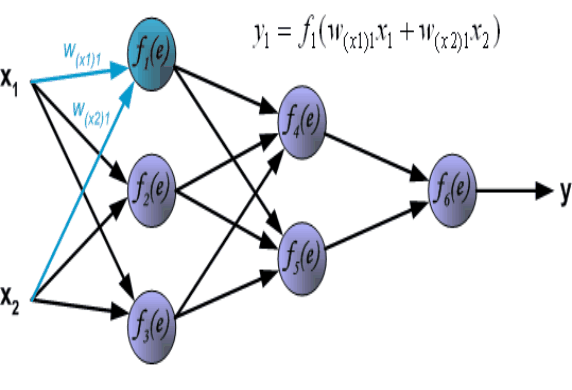 y₁ = f₁(w₍ₓ₁₎₁x₁ + w₍ₓ₂₎₁x₂)
f₁(e)
w₍ₓ₁₎₁
x₁
w₍ₓ₂₎₁
f₄(e)
f₂(e)
f₆(e)
y
f₅(e)
x₂
f₃(e)